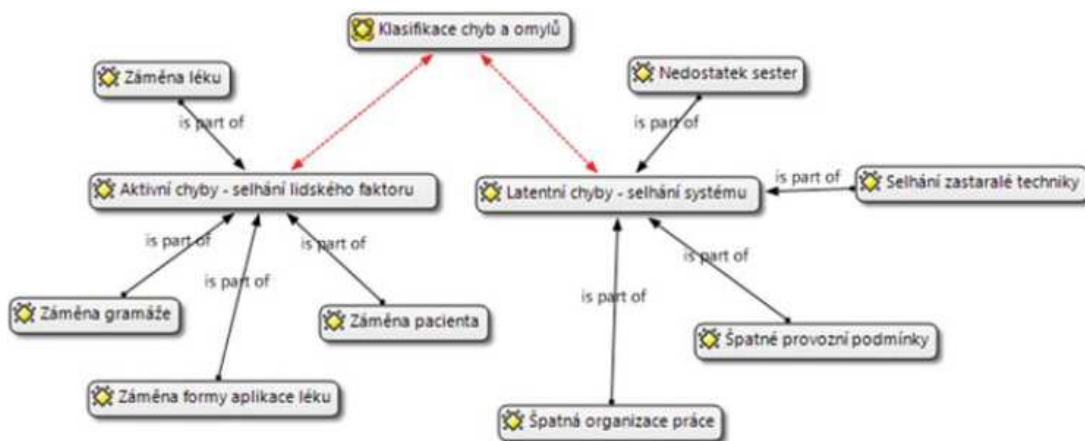 Klasifikace chyb a omylů
Záměna léku
Nedostatek sester
is part of
is part of
Aktivní chyby - selhání lidského faktoru
Latentní chyby - selhání systému
is part of
Selhání zastaralé techniky
is part of
is part of
is part of
is part of
is part of
Záměna gramáže
Záměna pacienta
Špatné provozní podmínky
Záměna formy aplikace léku
Špatná organizace práce